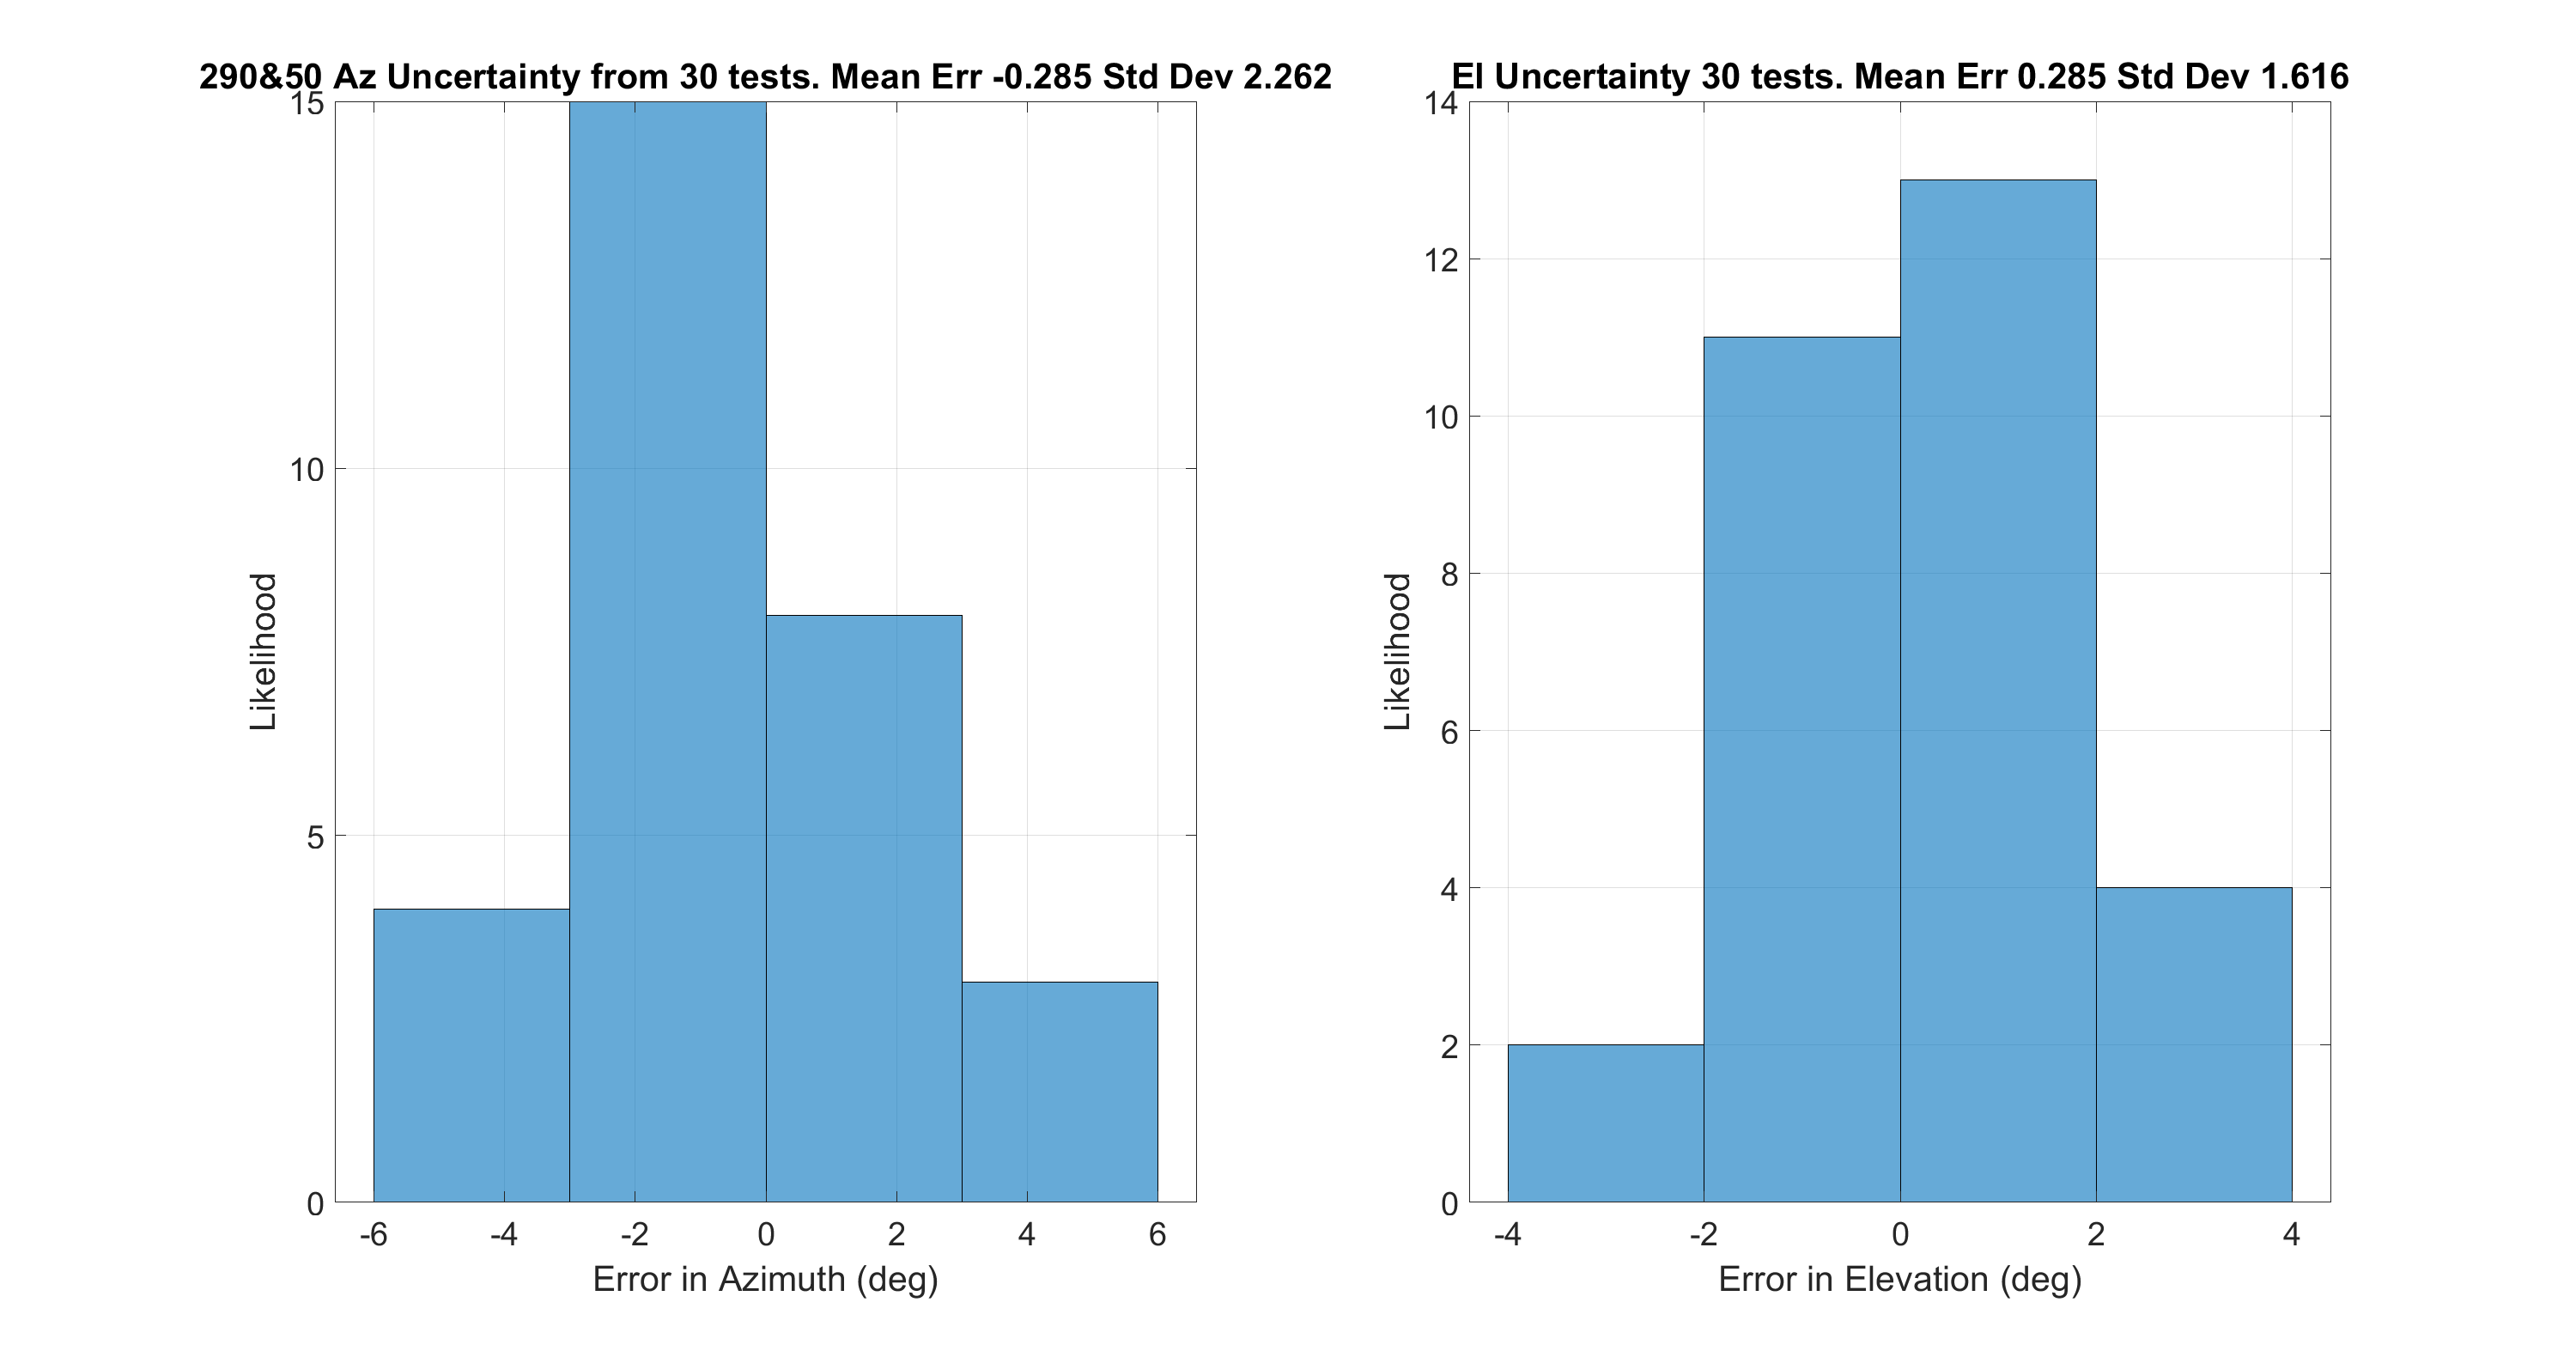 290&50 Az Uncertainty from 30 tests. Mean Err -0.285 Std Dev 2.262
15
10
5
0
Likelihood
-6 -4 -2 0 2 4 6
Error in Azimuth (deg)
El Uncertainty 30 tests. Mean Err 0.285 Std Dev 1.616
14
12
10
8
6
4
2
0
Likelihood
-4 -2 0 2 4
Error in Elevation (deg)